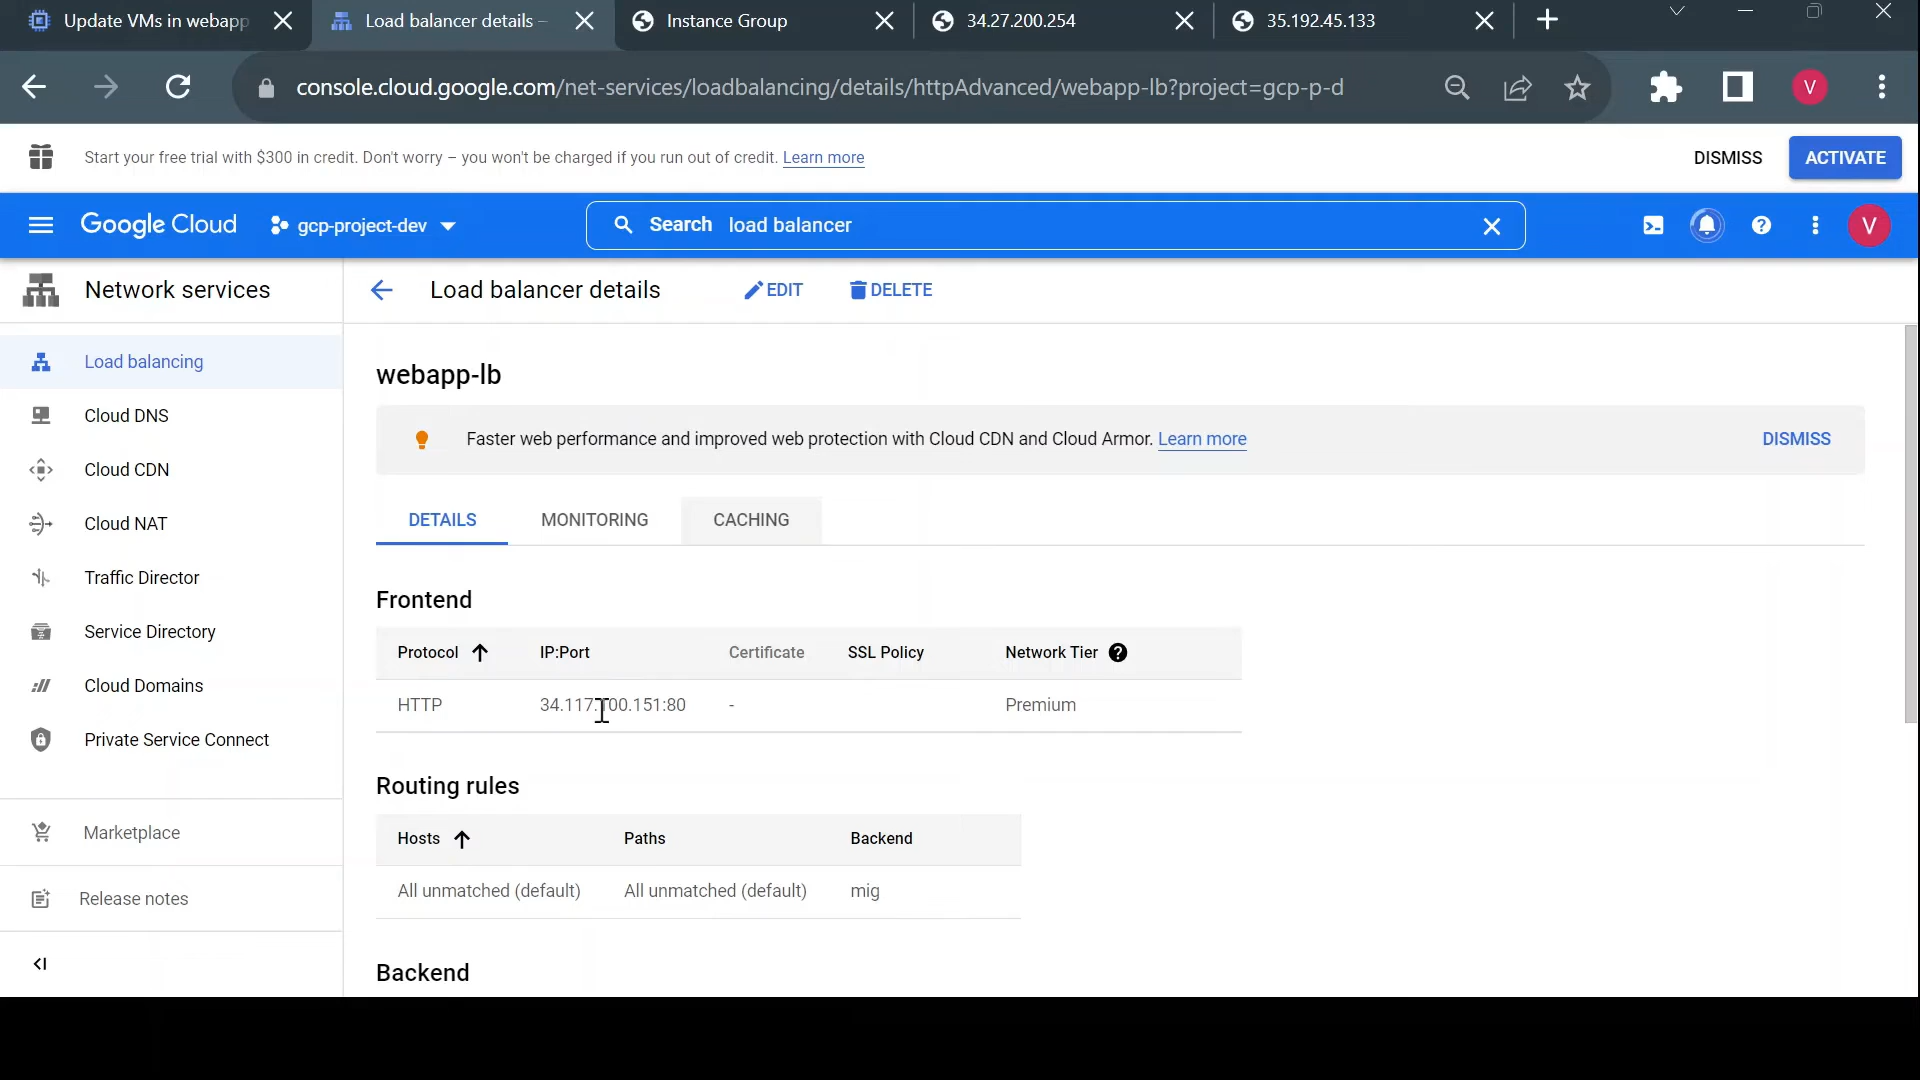 Update VMs in webapp
Load balancer details –
Instance Group
34.27.200.254
35.192.45.133
console.cloud.google.com/net-services/loadbalancing/details/httpAdvanced/webapp-lb?project=gcp-p-d
V
Start your free trial with $300 in credit. Don't worry – you won't be charged if you run out of credit. Learn more
DISMISS
ACTIVATE
Google Cloud
gcp-project-dev
Search load balancer
V
Network services
Load balancer details
EDIT
DELETE
Load balancing
Cloud DNS
Cloud CDN
Cloud NAT
Traffic Director
Service Directory
Cloud Domains
Private Service Connect
Marketplace
Release notes
webapp-lb
Faster web performance and improved web protection with Cloud CDN and Cloud Armor. Learn more
DISMISS
DETAILS MONITORING CACHING
Frontend
Protocol IP:Port Certificate SSL Policy Network Tier
HTTP 34.117.100.151:80 - Premium
Routing rules
Hosts Paths Backend
All unmatched (default) All unmatched (default) mig
Backend